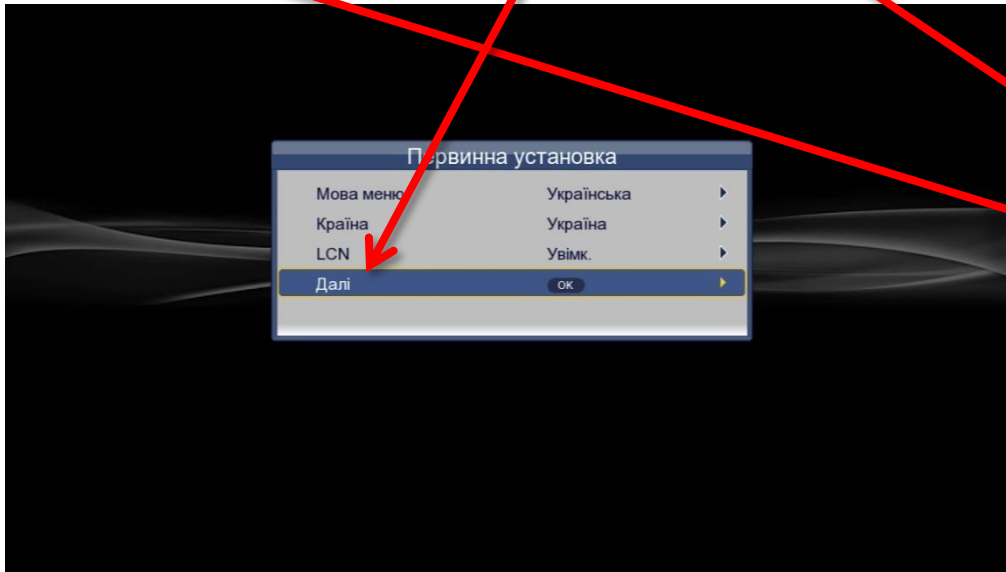 Первинна установка
Мова меню Українська
Країна Україна
LCN Увімк.
Далі OK